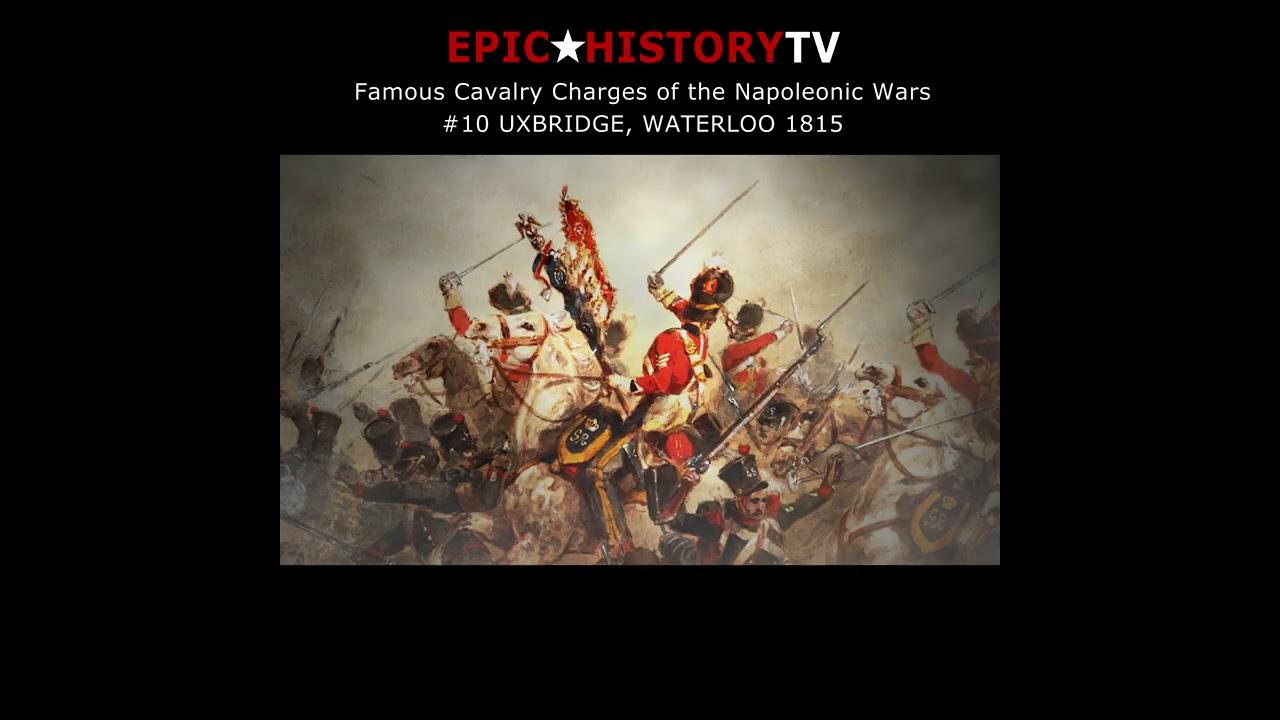 EPIC★HISTORYTV
Famous Cavalry Charges of the Napoleonic Wars
#10 UXBRIDGE, WATERLOO 1815